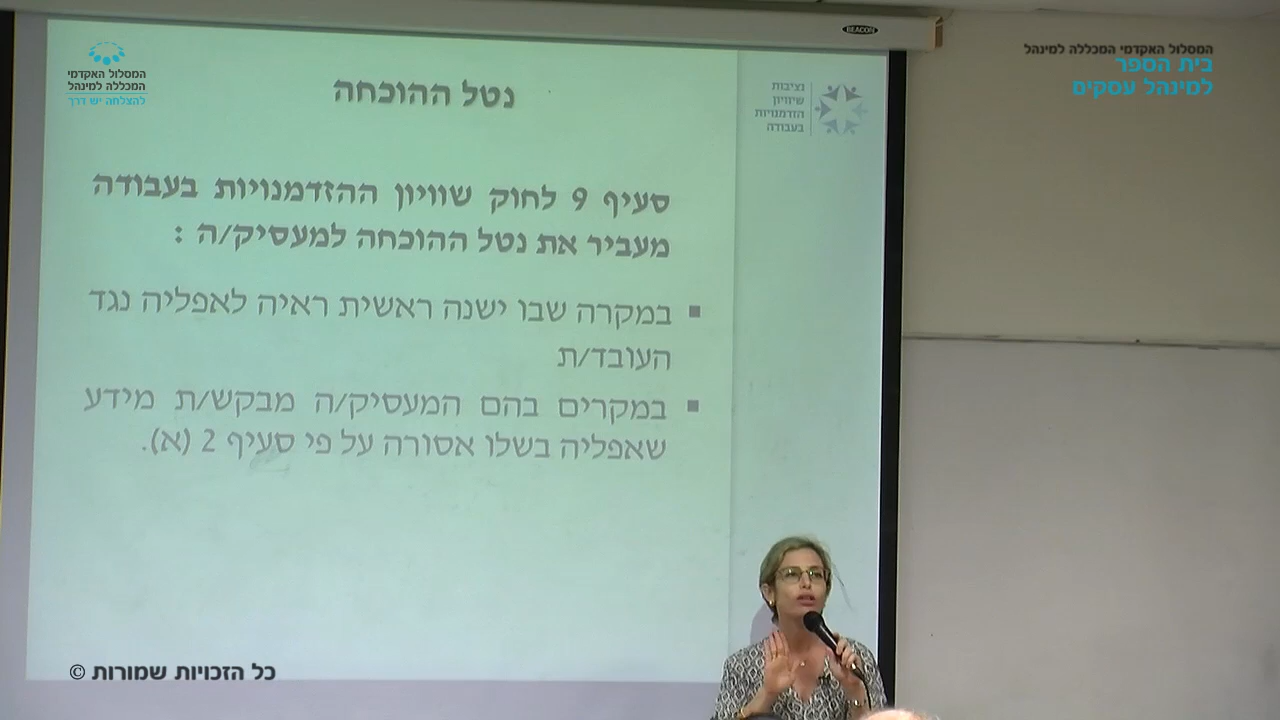 BEACON
המסלול האקדמי המכללה למינהל
בית הספר
למינהל עסקים
המסלול האקדמי
המכללה למינהל
להצלחה יש דרך
נציבות
שיוויון
הזדמנויות
בעבודה
נטל ההוכחה
סעיף 9 לחוק שוויון ההזדמנויות בעבודה
מעביר את נטל ההוכחה למעסיק/ה :
▪ במקרה שבו ישנה ראשית ראיה לאפליה נגד
העובד/ת
▪ במקרים בהם המעסיק/ה מבקש/ת מידע
שאפליה בשלו אסורה על פי סעיף 2 (א).
כל הזכויות שמורות ©